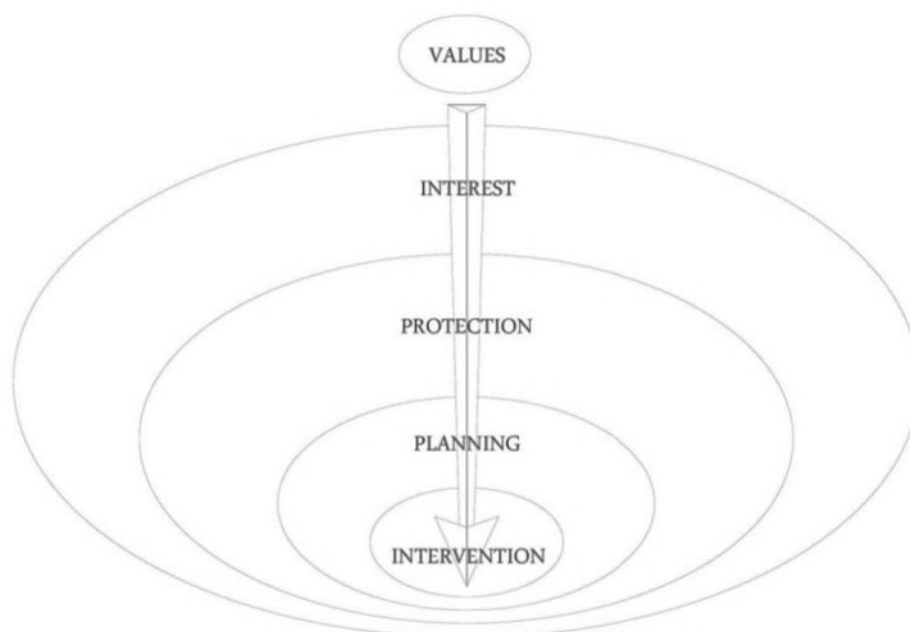 VALUES
INTEREST
PROTECTION
PLANNING
INTERVENTION